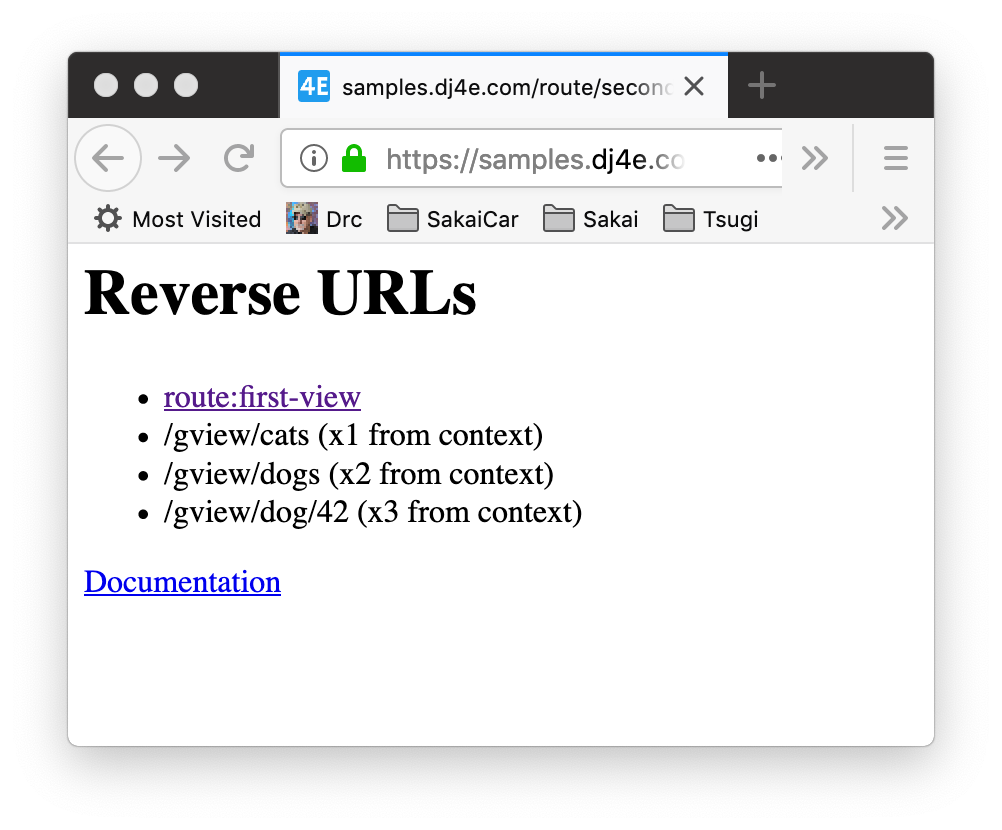 4E samples.dj4e.com/route/second
https://samples.dj4e.co
Most Visited Drc SakaiCar Sakai Tsugi
Reverse URLs
route:first-view
/gview/cats (x1 from context)
/gview/dogs (x2 from context)
/gview/dog/42 (x3 from context)
Documentation